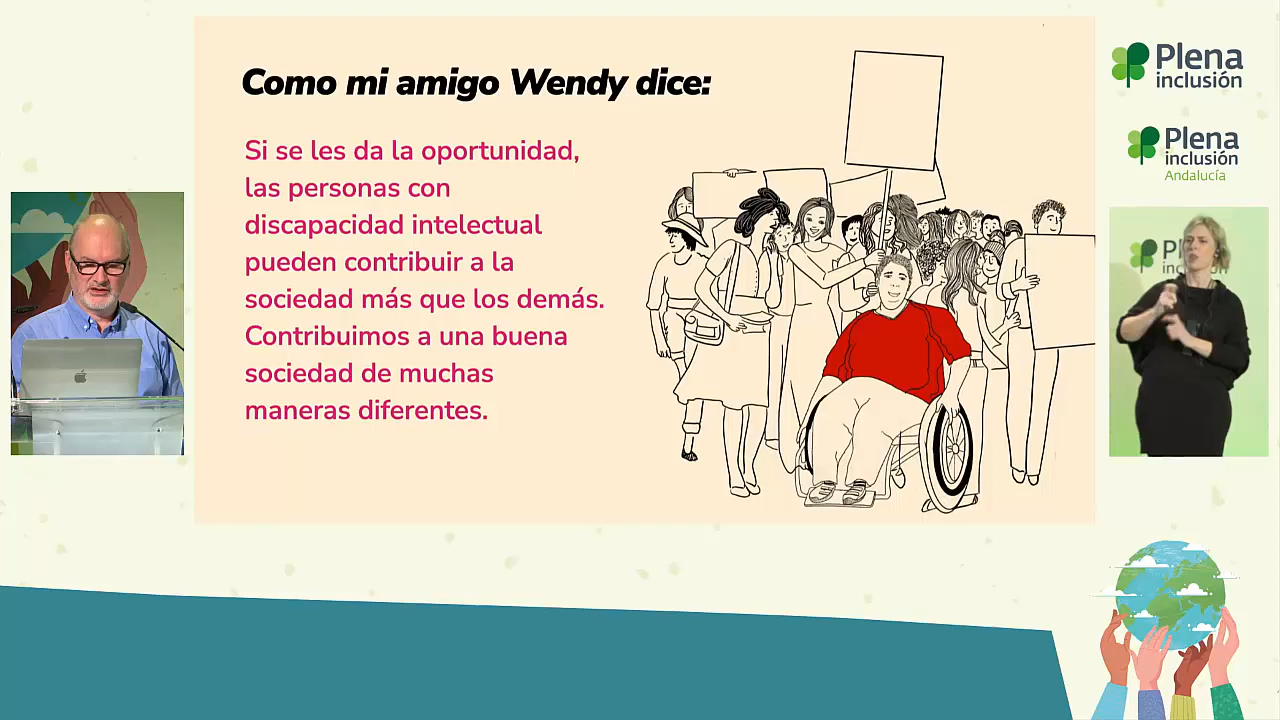 Como mi amigo Wendy dice:
Si se les da la oportunidad,
las personas con
discapacidad intelectual
pueden contribuir a la
sociedad más que los demás.
Contribuimos a una buena
sociedad de muchas
maneras diferentes.
Plena
inclusión
Plena
inclusión
Andalucía